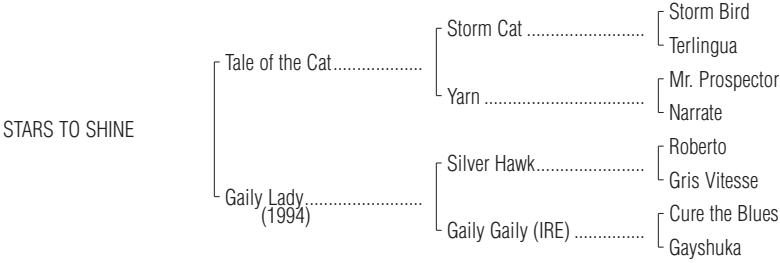 Storm Bird
Storm Cat ........................
Terlingua
Tale of the Cat..................
Mr. Prospector
Yarn ................................
Narrate
STARS TO SHINE
Roberto
Silver Hawk......................
Gris Vitesse
Gaily Lady........................
(1994)
Cure the Blues
Gaily Gaily (IRE) ..............
Gayshuka